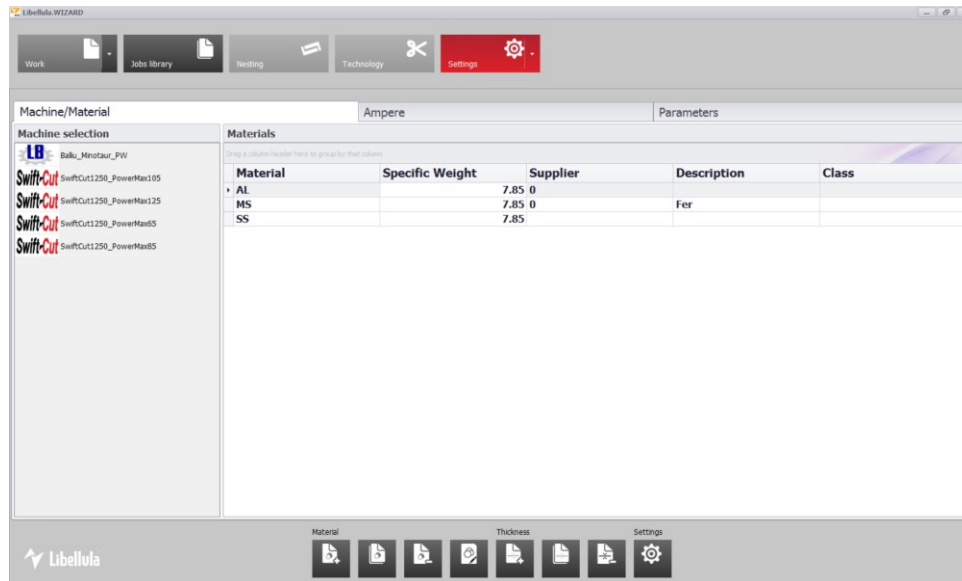 Libellula.WIZARD
Work
Jobs library
Nesting
Technology
Settings
Machine/Material
Ampere
Parameters
Machine selection
Materials
LB Baliu_Minotaur_PW
Drag a column header here to group by that column
Material Specific Weight Supplier Description Class
Swift-Cut SwiftCut1250_PowerMax105
AL 7.85 0
Swift-Cut SwiftCut1250_PowerMax125
MS 7.85 0 Fer
Swift-Cut SwiftCut1250_PowerMax65
SS 7.85
Swift-Cut SwiftCut1250_PowerMax85
Material
Thickness
Settings
Libellula